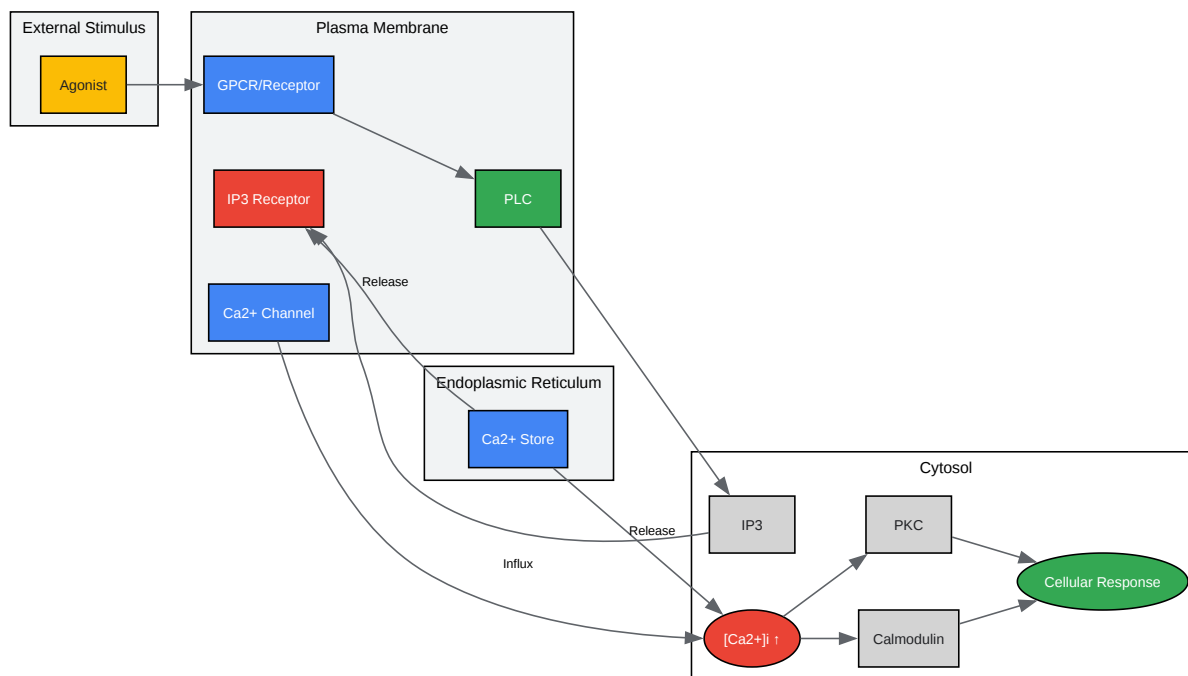 External Stimulus
Plasma Membrane
Agonist
GPCR/Receptor
IP3 Receptor
PLC
Release
Ca2+ Channel
Endoplasmic Reticulum
Ca2+ Store
Cytosol
IP3
PKC
Release
Influx
Cellular Response
[Ca2+]i ↑
Calmodulin